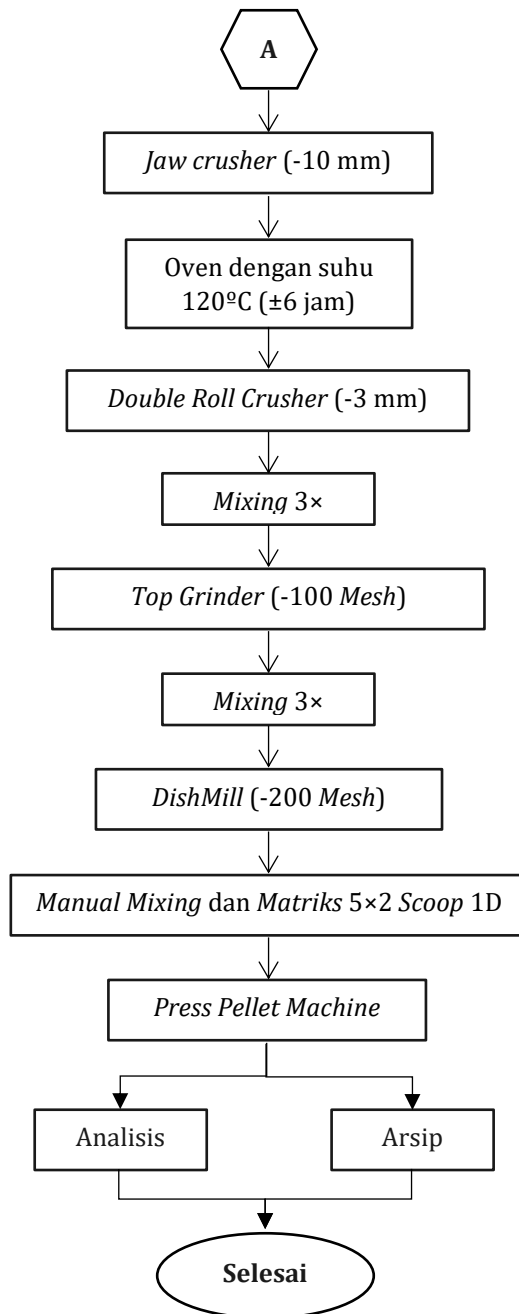 A
Jaw crusher (-10 mm)
Oven dengan suhu
120ºC (±6 jam)
Double Roll Crusher (-3 mm)
Mixing 3×
Top Grinder (-100 Mesh)
Mixing 3×
DishMill (-200 Mesh)
Manual Mixing dan Matriks 5×2 Scoop 1D
Press Pellet Machine
Analisis
Arsip
Selesai